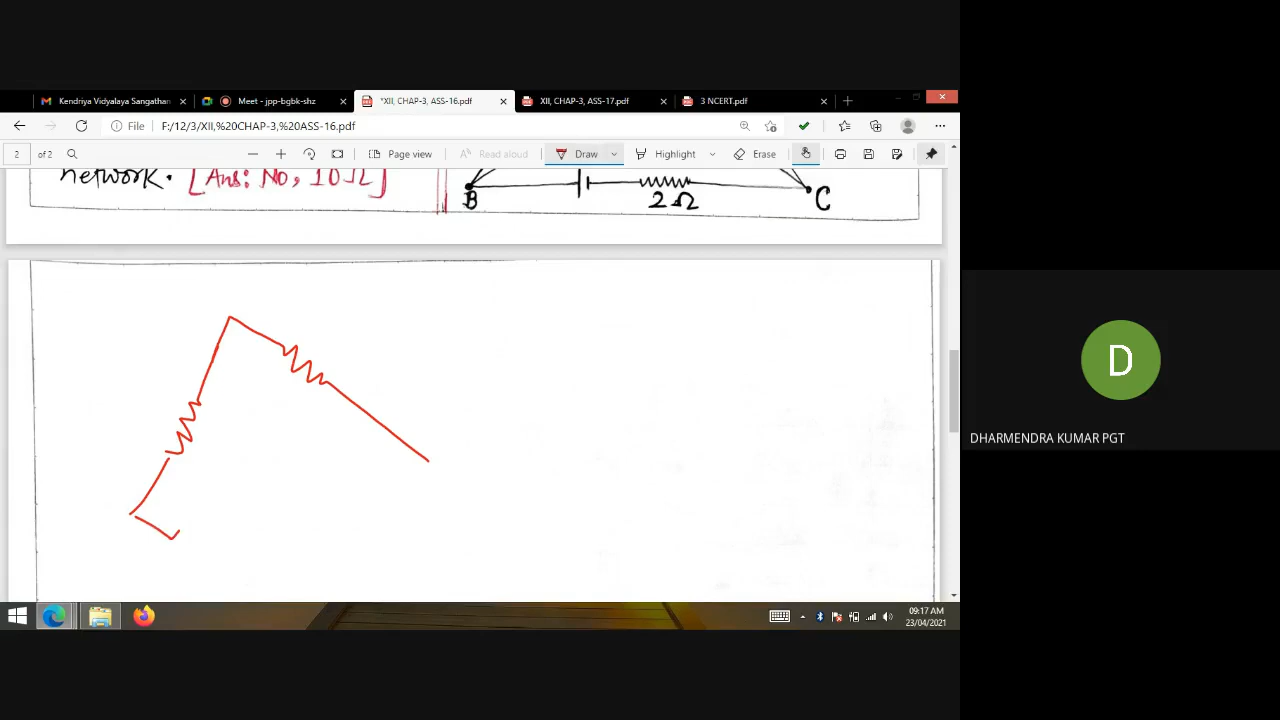 Kendriya Vidyalaya Sangathan
Meet - jpp-bgbk-shz
*XII, CHAP-3, ASS-16.pdf
XII, CHAP-3, ASS-17.pdf
3 NCERT.pdf
File
F:/12/3/XII,%20CHAP-3,%20ASS-16.pdf
2 of 2
Page view
Read aloud
Draw
Highlight
Erase
network. [Ans: No, 10Ω]
B
2 Ω
C
D
DHARMENDRA KUMAR PGT
09:17 AM
23/04/2021